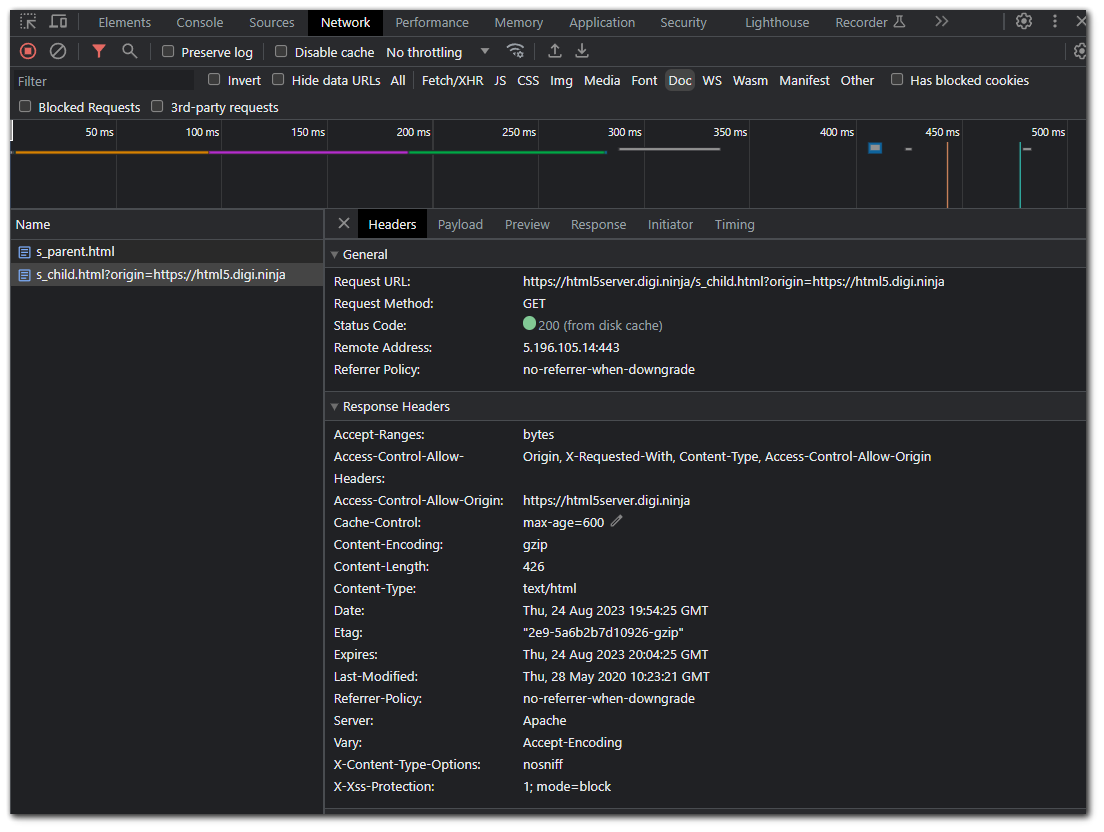 Elements Console Sources Network Performance Memory Application Security Lighthouse Recorder
Preserve log Disable cache No throttling
Filter Invert Hide data URLs All Fetch/XHR JS CSS Img Media Font Doc WS Wasm Manifest Other Has blocked cookies
Blocked Requests 3rd-party requests
50 ms 100 ms 150 ms 200 ms 250 ms 300 ms 350 ms 400 ms 450 ms 500 ms
Name
s_parent.html
s_child.html?origin=https://html5.digi.ninja
Headers Payload Preview Response Initiator Timing
General
Request URL: https://html5server.digi.ninja/s_child.html?origin=https://html5.digi.ninja
Request Method: GET
Status Code: 200 (from disk cache)
Remote Address: 5.196.105.14:443
Referrer Policy: no-referrer-when-downgrade
Response Headers
Accept-Ranges: bytes
Access-Control-Allow- Origin, X-Requested-With, Content-Type, Access-Control-Allow-Origin
Headers:
Access-Control-Allow-Origin: https://html5server.digi.ninja
Cache-Control: max-age=600
Content-Encoding: gzip
Content-Length: 426
Content-Type: text/html
Date: Thu, 24 Aug 2023 19:54:25 GMT
Etag: "2e9-5a6b2b7d10926-gzip"
Expires: Thu, 24 Aug 2023 20:04:25 GMT
Last-Modified: Thu, 28 May 2020 10:23:21 GMT
Referrer-Policy: no-referrer-when-downgrade
Server: Apache
Vary: Accept-Encoding
X-Content-Type-Options: nosniff
X-Xss-Protection: 1; mode=block